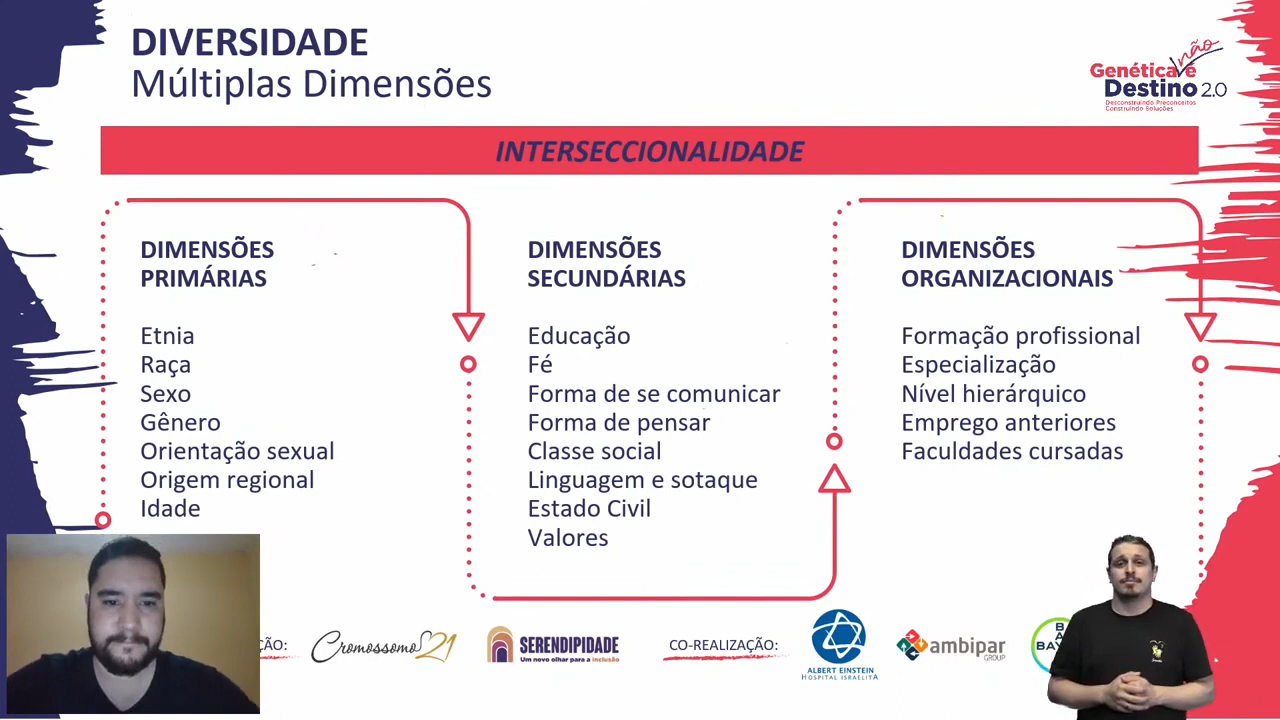 DIVERSIDADE
Múltiplas Dimensões
não
Genética é
Destino 2.0
Desconstruindo Preconceitos
Construindo Soluções
INTERSECCIONALIDADE
DIMENSÕES
PRIMÁRIAS
Etnia
Raça
Sexo
Gênero
Orientação sexual
Origem regional
Idade
DIMENSÕES
SECUNDÁRIAS
Educação
Fé
Forma de se comunicar
Forma de pensar
Classe social
Linguagem e sotaque
Estado Civil
Valores
DIMENSÕES
ORGANIZACIONAIS
Formação profissional
Especialização
Nível hierárquico
Emprego anteriores
Faculdades cursadas
ÇÃO:
Cromossomo 21
SERENDIPIDADE
Um novo olhar para a inclusão
CO-REALIZAÇÃO:
ALBERT EINSTEIN
HOSPITAL ISRAELITA
ambipar
GROUP